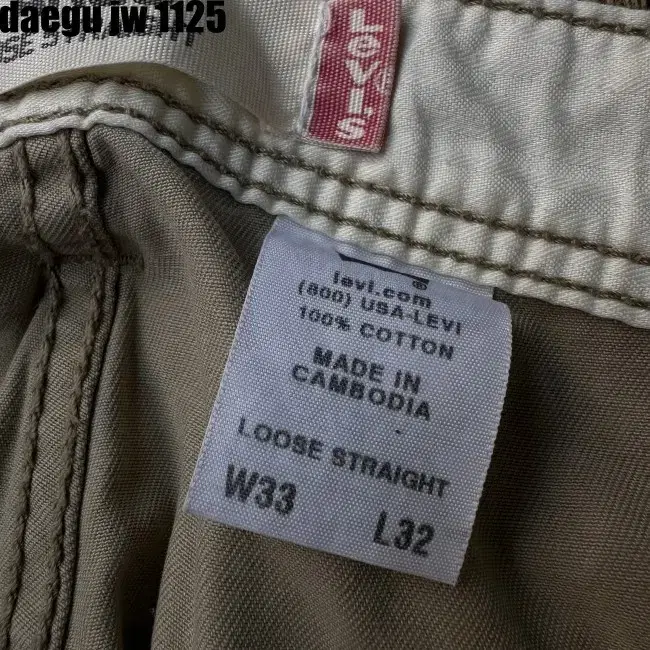 daegu jw 1125
LEVI'S
levi.com
(800) USA-LEVI
100% COTTON
MADE IN
CAMBODIA
LOOSE STRAIGHT
W33 L32